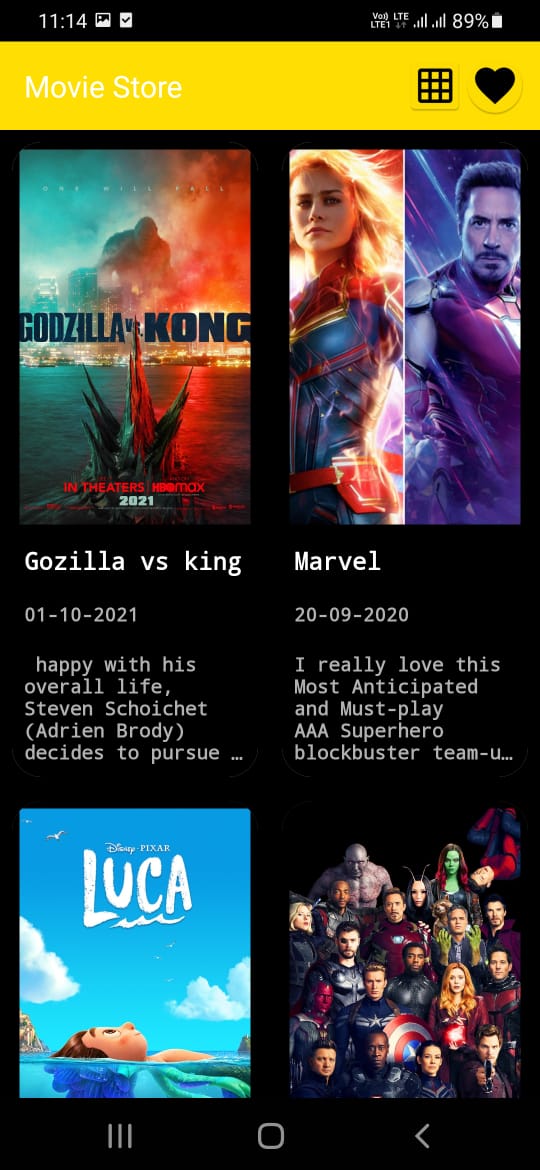 11:14 Vo)) LTE1 LTE 89%
Movie Store
ONE WILL FALL
GODZILLA vs. KONG
IN THEATERS HBOMAX
2021
Gozilla vs king
01-10-2021
happy with his
overall life,
Steven Schoichet
(Adrien Brody)
decides to pursue …
Marvel
20-09-2020
I really love this
Most Anticipated
and Must-play
AAA Superhero
blockbuster team-u…
Disney · PIXAR
LUCA